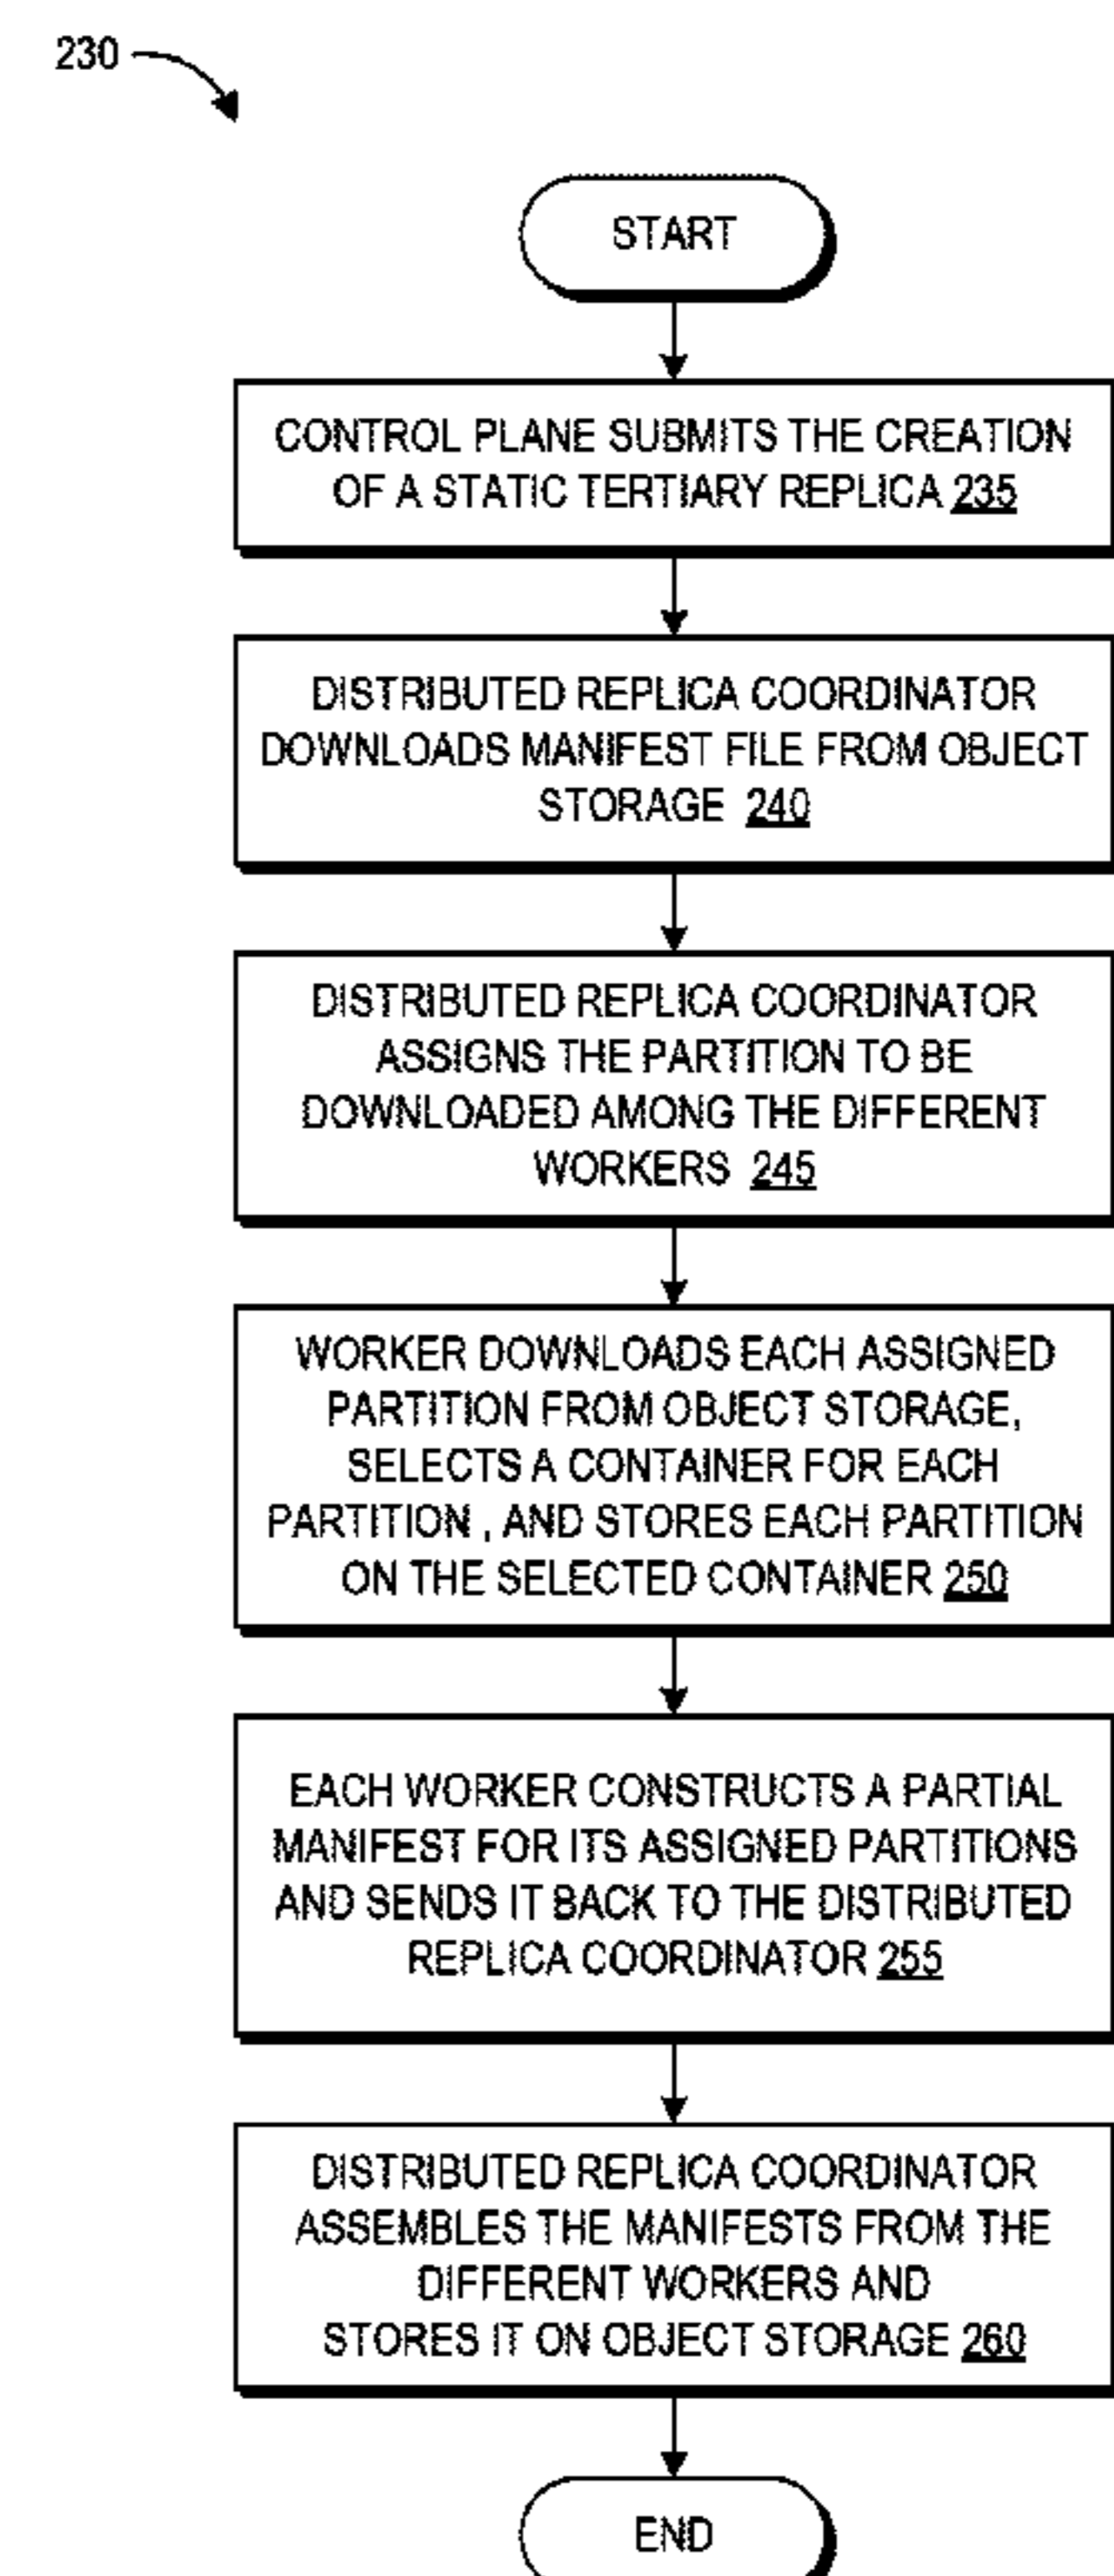 230
START
CONTROL PLANE SUBMITS THE CREATION
OF A STATIC TERTIARY REPLICA 235
DISTRIBUTED REPLICA COORDINATOR
DOWNLOADS MANIFEST FILE FROM OBJECT
STORAGE 240
DISTRIBUTED REPLICA COORDINATOR
ASSIGNS THE PARTITION TO BE
DOWNLOADED AMONG THE DIFFERENT
WORKERS 245
WORKER DOWNLOADS EACH ASSIGNED
PARTITION FROM OBJECT STORAGE,
SELECTS A CONTAINER FOR EACH
PARTITION , AND STORES EACH PARTITION
ON THE SELECTED CONTAINER 250
EACH WORKER CONSTRUCTS A PARTIAL
MANIFEST FOR ITS ASSIGNED PARTITIONS
AND SENDS IT BACK TO THE DISTRIBUTED
REPLICA COORDINATOR 255
DISTRIBUTED REPLICA COORDINATOR
ASSEMBLES THE MANIFESTS FROM THE
DIFFERENT WORKERS AND
STORES IT ON OBJECT STORAGE 260
END